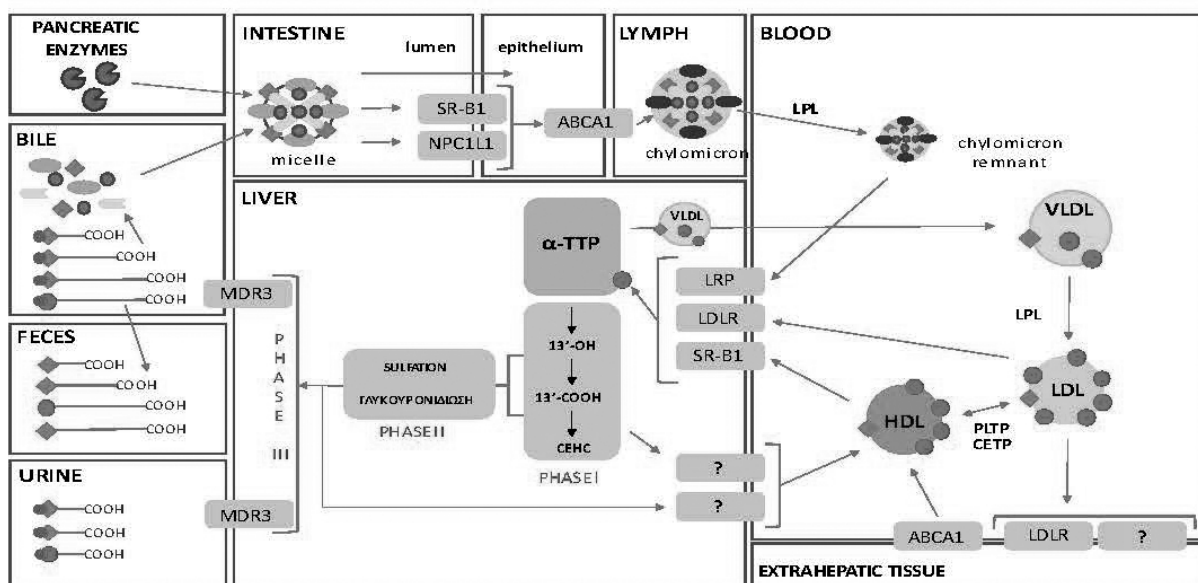 PANCREATIC
ENZYMES
INTESTINE
lumen
epithelium
LYMPH
BLOOD
SR-B1
NPC1L1
ABCA1
micelle
chylomicron
LPL
chylomicron
remnant
BILE
COOH
COOH
COOH
COOH
LIVER
α-TTP
VLDL
VLDL
MDR3
LRP
LDLR
SR-B1
LPL
FECES
COOH
COOH
COOH
COOH
PHASE III
SULFATION
ΓΛΥΚΟΥΡΟΝΙΔΙΩΣΗ
PHASE II
13'-OH
13'-COOH
CEHC
PHASE I
HDL
PLTP
CETP
LDL
?
?
URINE
COOH
COOH
COOH
MDR3
ABCA1
LDLR
?
EXTRAHEPATIC TISSUE